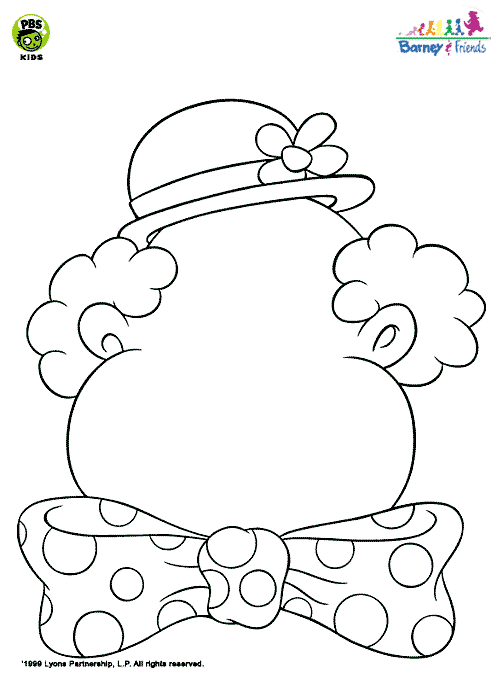 PBS
KIDS
Barney & Friends
'1999 Lyons Partnership, L.P. All rights reserved.